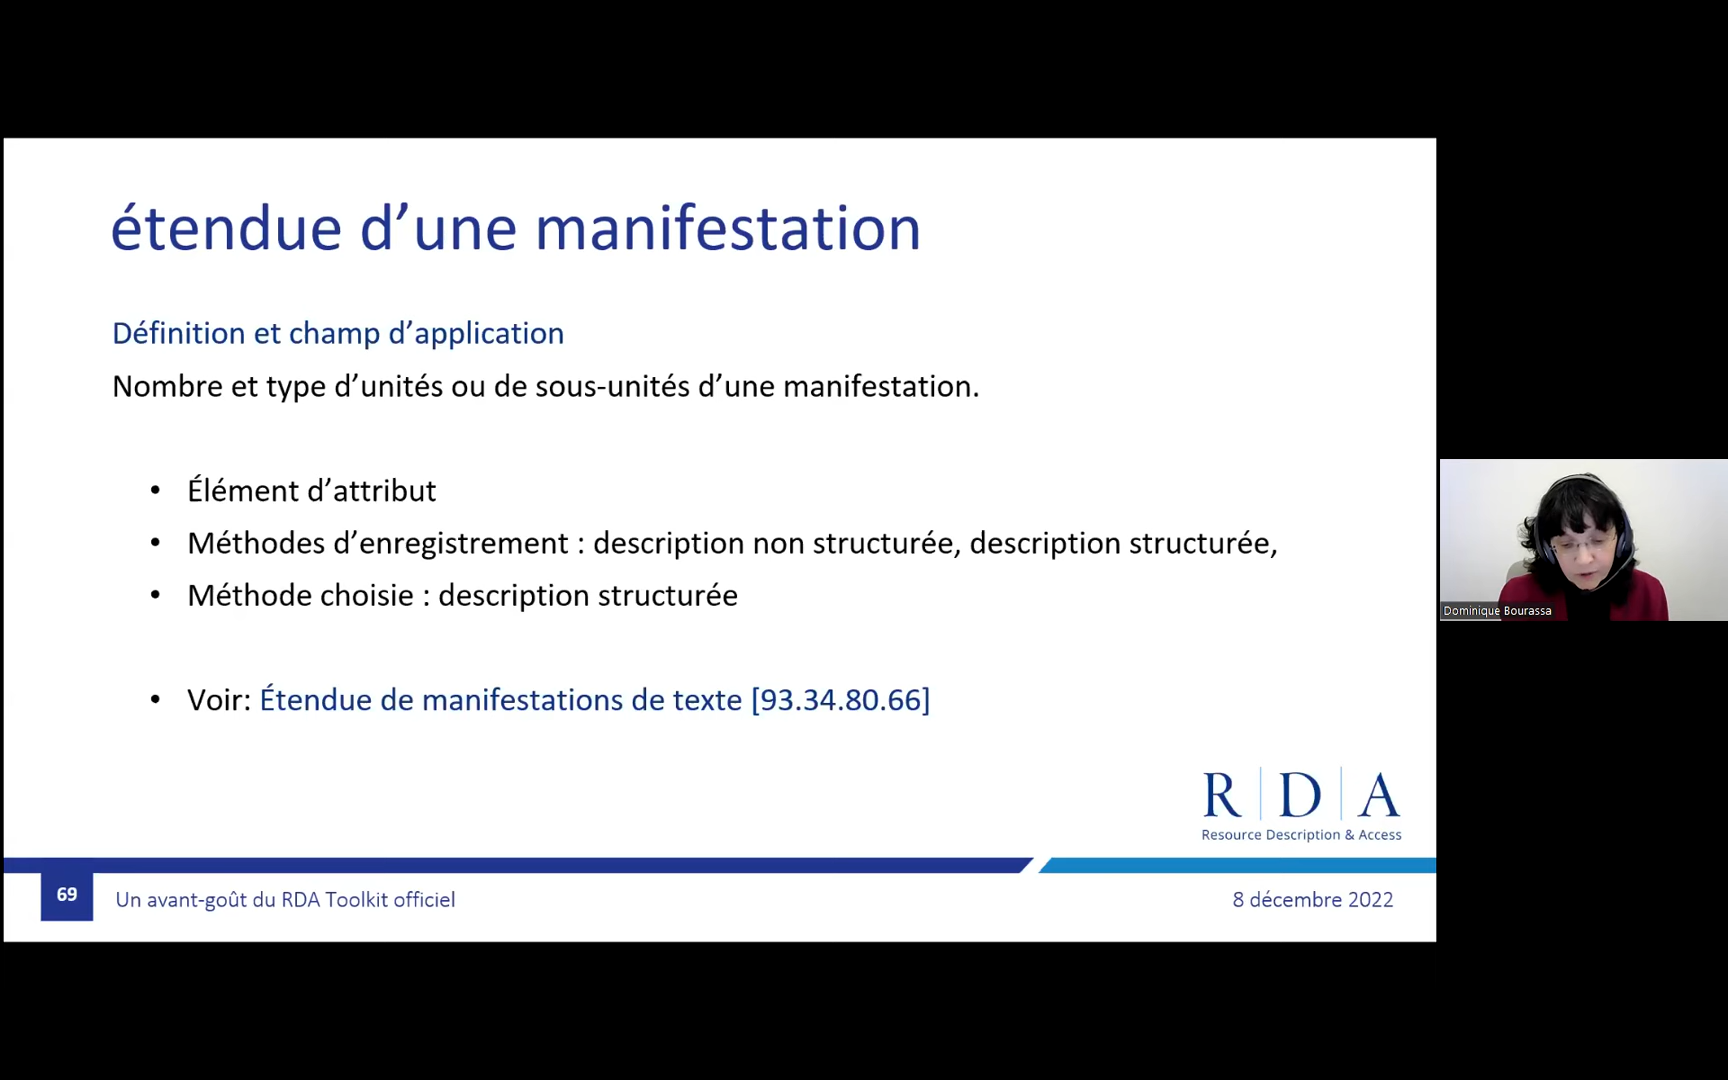 étendue d’une manifestation
Définition et champ d’application
Nombre et type d’unités ou de sous-unités d’une manifestation.
• Élément d’attribut
• Méthodes d’enregistrement : description non structurée, description structurée,
• Méthode choisie : description structurée
• Voir: Étendue de manifestations de texte [93.34.80.66]
R|D|A
Resource Description & Access
69
Un avant-goût du RDA Toolkit officiel
8 décembre 2022
Dominique Bourassa